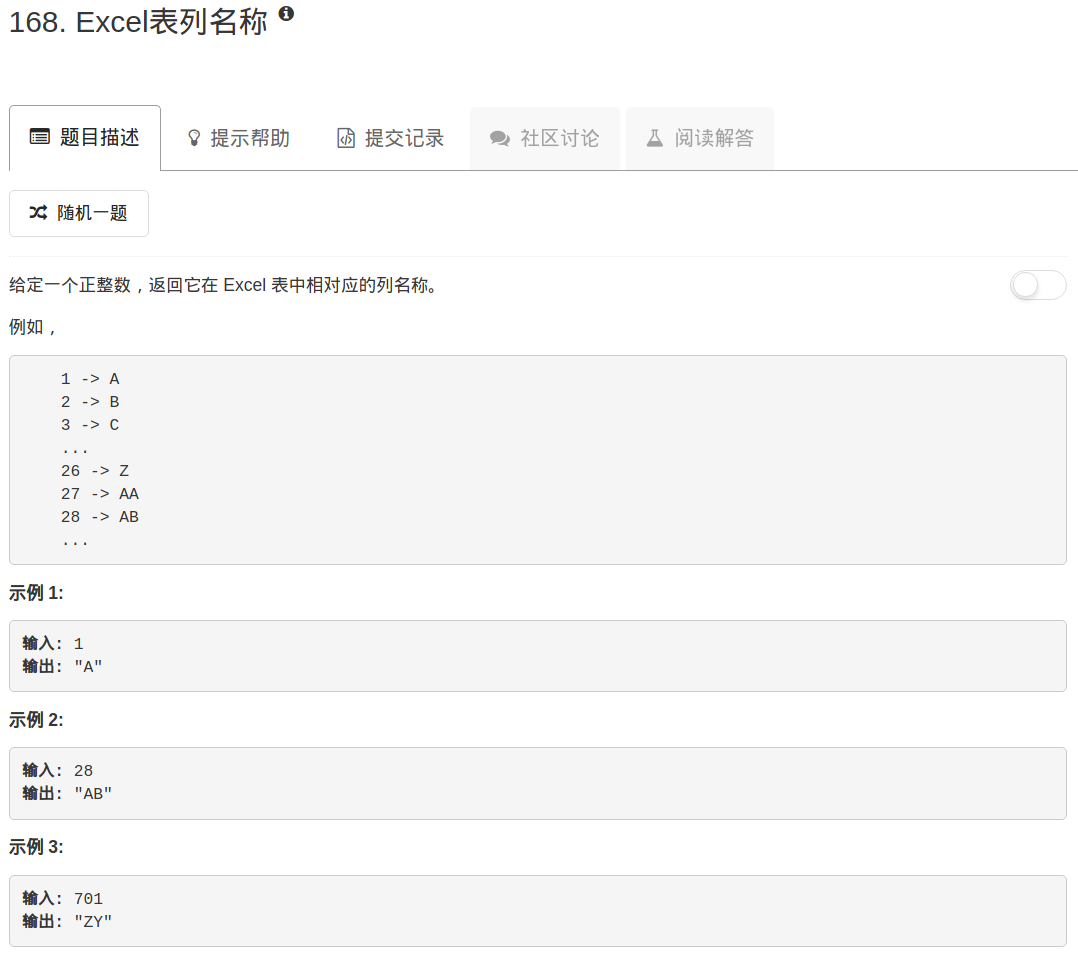 168. Excel表列名称
题目描述 提示帮助 提交记录 社区讨论 阅读解答
随机一题
给定一个正整数，返回它在 Excel 表中相对应的列名称。
例如，
1 -> A
2 -> B
3 -> C
...
26 -> Z
27 -> AA
28 -> AB
...
示例 1:
输入: 1
输出: "A"
示例 2:
输入: 28
输出: "AB"
示例 3:
输入: 701
输出: "ZY"